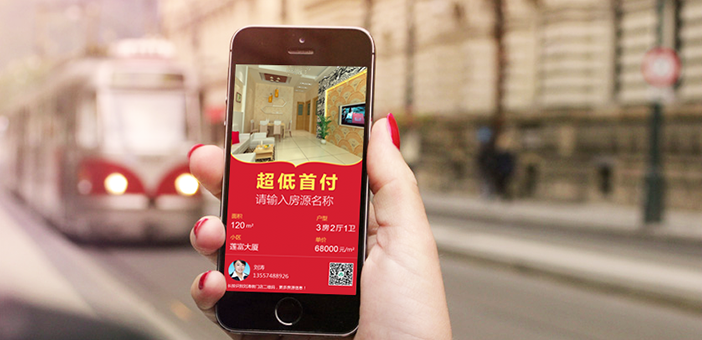 超低首付
请输入房源名称
面积 户型
120m² 3房2厅1卫
小区 单价
莲富大厦 68000元/m²
刘涛
13557488926